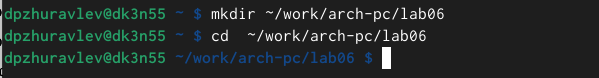 dpzhuravlev@dk3n55 ~ $ mkdir ~/work/arch-pc/lab06
dpzhuravlev@dk3n55 ~ $ cd  ~/work/arch-pc/lab06
dpzhuravlev@dk3n55 ~/work/arch-pc/lab06 $